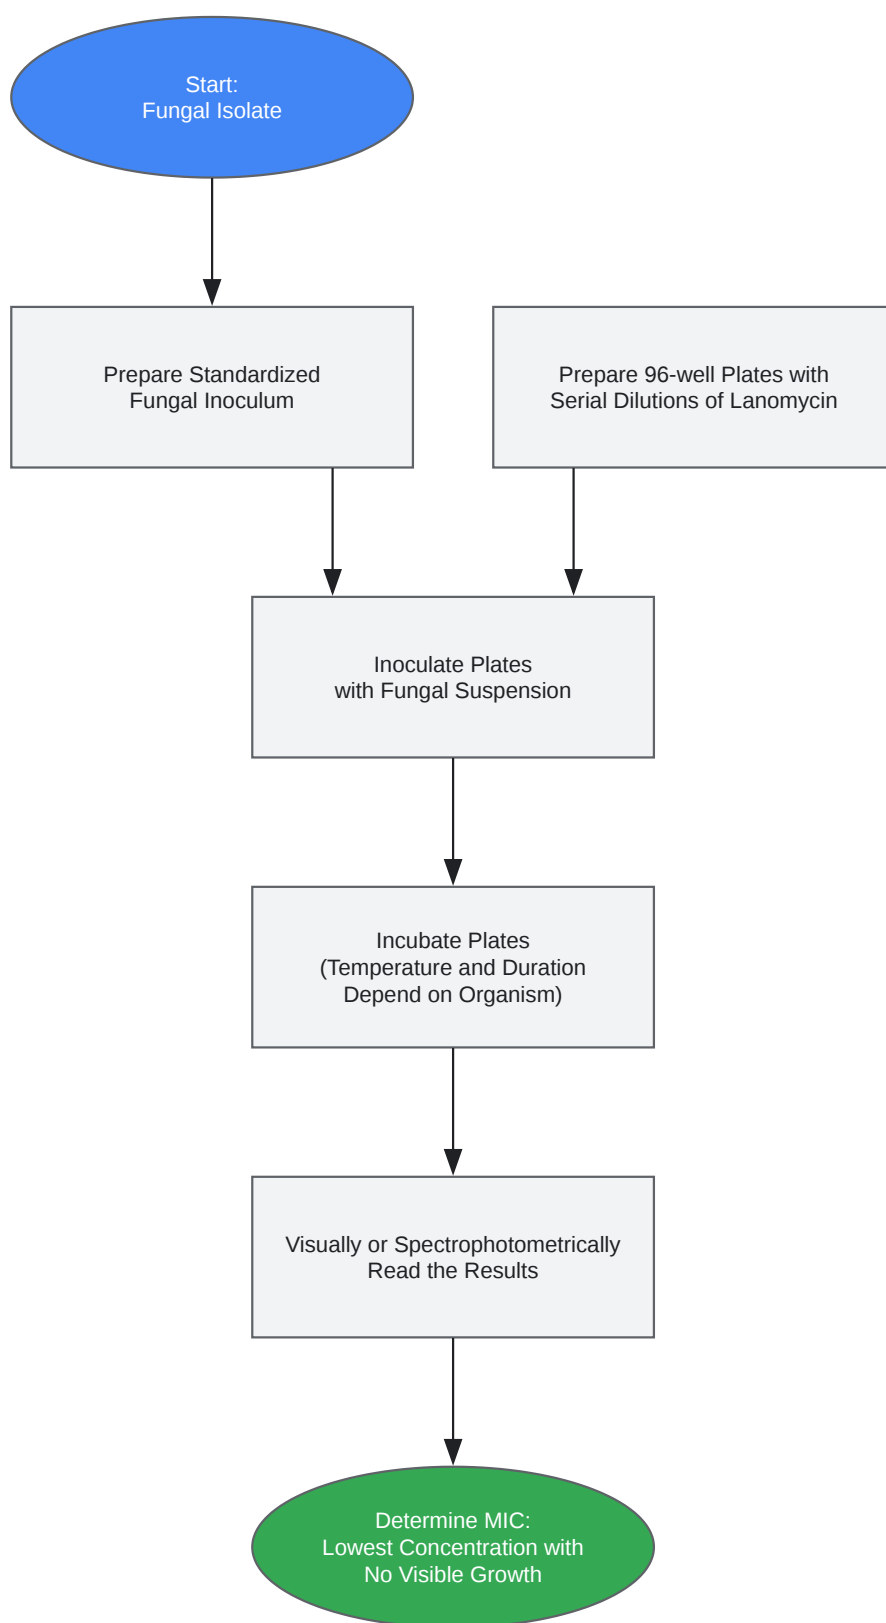 Start:
Fungal Isolate
Prepare Standardized
Fungal Inoculum
Prepare 96-well Plates with
Serial Dilutions of Lanomycin
Inoculate Plates
with Fungal Suspension
Incubate Plates
(Temperature and Duration
Depend on Organism)
Visually or Spectrophotometrically
Read the Results
Determine MIC:
Lowest Concentration with
No Visible Growth